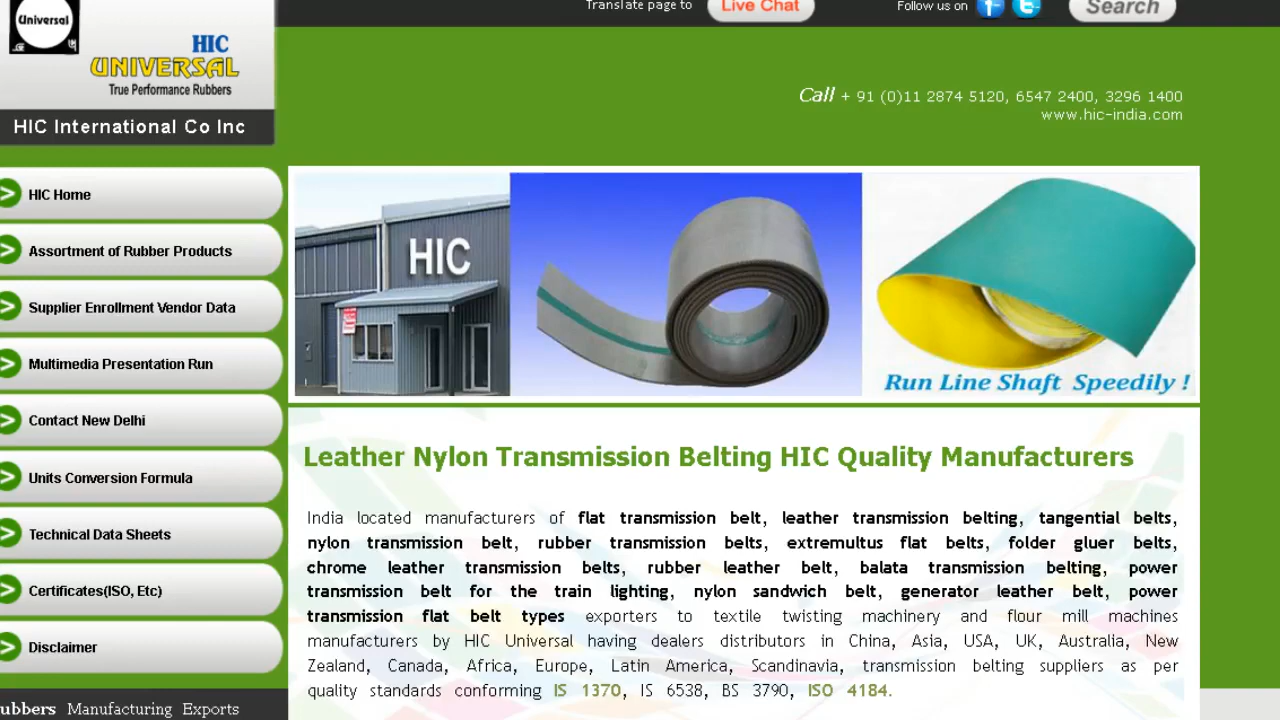 Translate page to
Live Chat
Follow us on
Search
Universal
HIC
UNIVERSAL
True Performance Rubbers
HIC International Co Inc
Call + 91 (0)11 2874 5120, 6547 2400, 3296 1400
www.hic-india.com
HIC Home
Assortment of Rubber Products
Supplier Enrollment Vendor Data
Multimedia Presentation Run
Contact New Delhi
Units Conversion Formula
Technical Data Sheets
Certificates(ISO, Etc)
Disclaimer
ubbers Manufacturing Exports
HIC
Run Line Shaft Speedily !
Leather Nylon Transmission Belting HIC Quality Manufacturers
India located manufacturers of flat transmission belt, leather transmission belting, tangential belts,
nylon transmission belt, rubber transmission belts, extremultus flat belts, folder gluer belts,
chrome leather transmission belts, rubber leather belt, balata transmission belting, power
transmission belt for the train lighting, nylon sandwich belt, generator leather belt, power
transmission flat belt types exporters to textile twisting machinery and flour mill machines
manufacturers by HIC Universal having dealers distributors in China, Asia, USA, UK, Australia, New
Zealand, Canada, Africa, Europe, Latin America, Scandinavia, transmission belting suppliers as per
quality standards conforming IS 1370, IS 6538, BS 3790, ISO 4184.